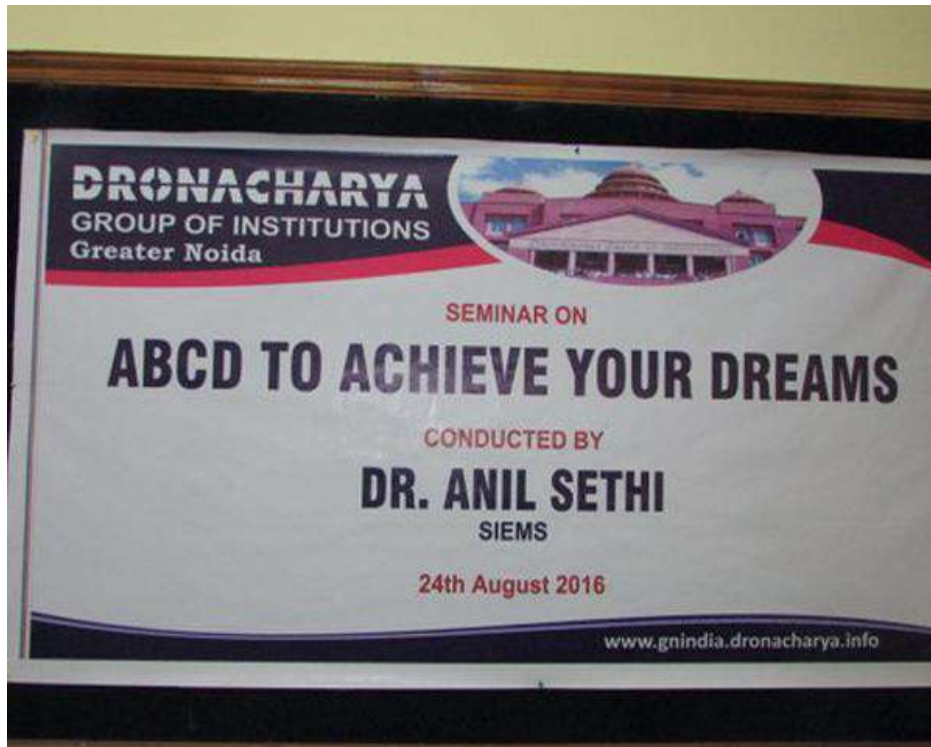 DRONACHARYA
GROUP OF INSTITUTIONS
Greater Noida
SEMINAR ON
ABCD TO ACHIEVE YOUR DREAMS
CONDUCTED BY
DR. ANIL SETHI
SIEMS
24th August 2016
www.gnindia.dronacharya.info